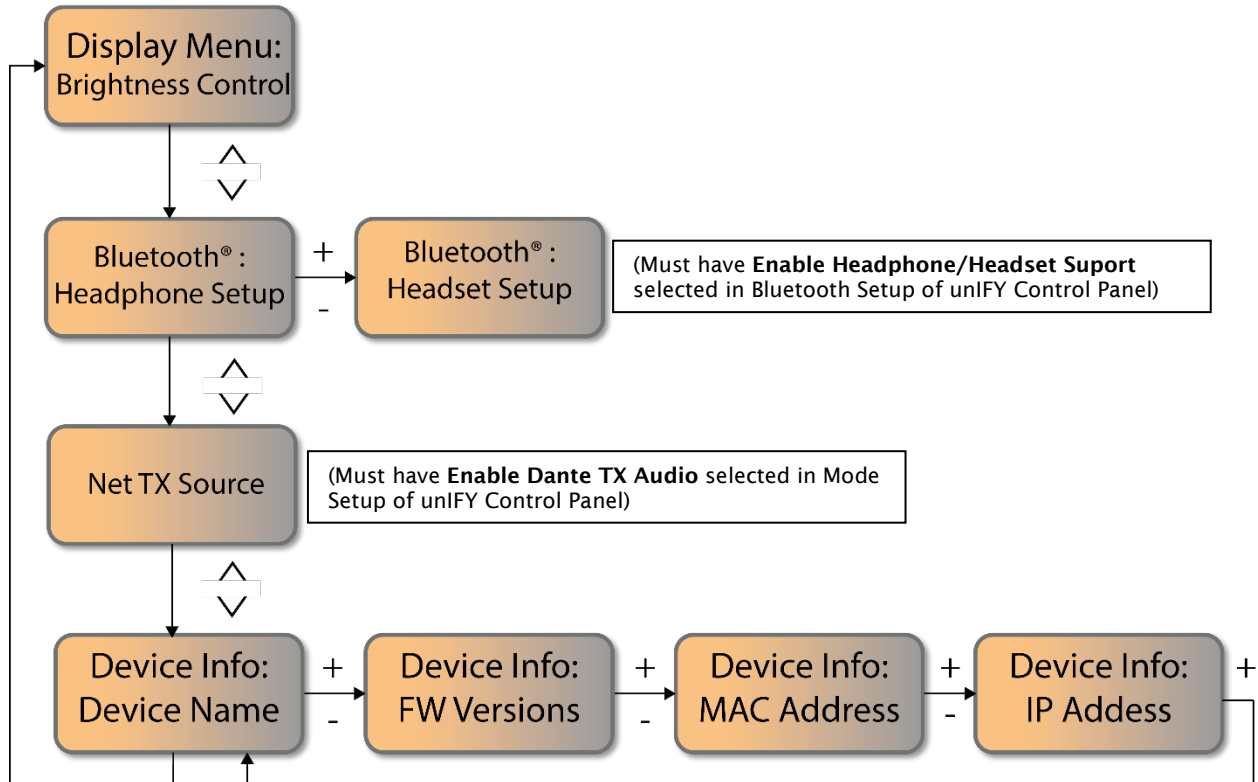 Display Menu:
Brightness Control
Bluetooth® :
Headphone Setup
+
-
Bluetooth® :
Headset Setup
(Must have Enable Headphone/Headset Suport
selected in Bluetooth Setup of unIFY Control Panel)
Net TX Source
(Must have Enable Dante TX Audio selected in Mode
Setup of unIFY Control Panel)
Device Info:
Device Name
+
-
Device Info:
FW Versions
+
-
Device Info:
MAC Address
+
-
Device Info:
IP Addess
+